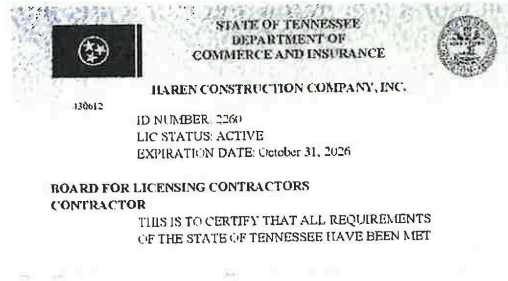 STATE OF TENNESSEE
DEPARTMENT OF
COMMERCE AND INSURANCE
HAREN CONSTRUCTION COMPANY, INC.
130612
ID NUMBER: 2260
LIC STATUS: ACTIVE
EXPIRATION DATE: October 31, 2026
BOARD FOR LICENSING CONTRACTORS
CONTRACTOR
THIS IS TO CERTIFY THAT ALL REQUIREMENTS
OF THE STATE OF TENNESSEE HAVE BEEN MET